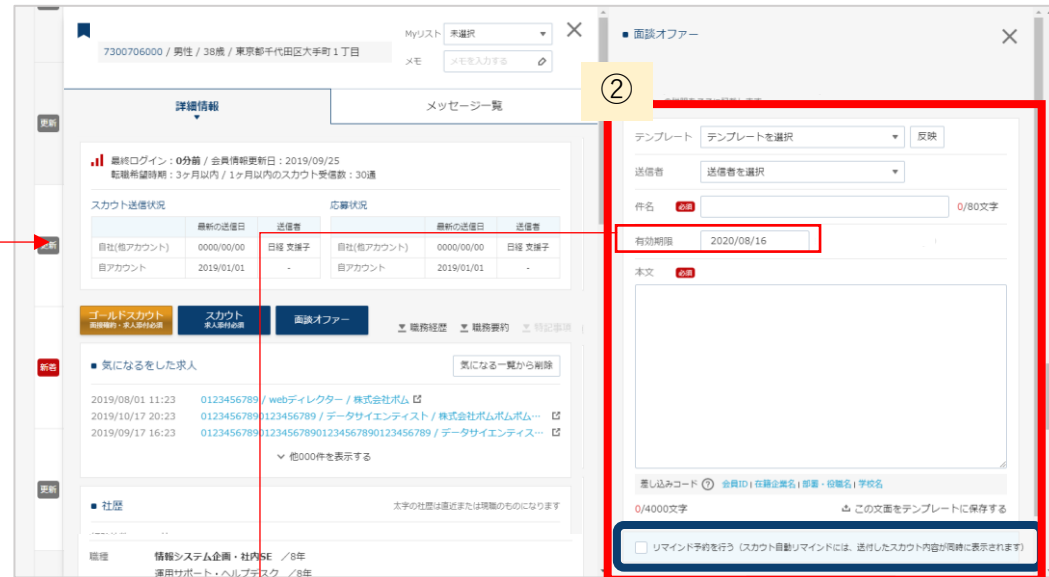 7300706000 / 男性 / 38歳 / 東京都千代田区大手町1丁目
Myリスト 未選択
メモ メモを入力する
詳細情報
メッセージ一覧
最終ログイン：0分前 / 会員情報更新日：2019/09/25
転職希望時期：3ヶ月以内 / 1ヶ月以内のスカウト受信数：30通
スカウト送信状況
最新の送信日 送信者
自社(他アカウント) 0000/00/00 日経 支援子
自アカウント 2019/01/01 -
応募状況
最新の送信日 送信者
自社(他アカウント) 0000/00/00 日経 支援子
自アカウント 2019/01/01 -
ゴールドスカウト
面接確約・求人添付必須
スカウト
求人添付必須
面談オファー
職務経歴 職務要約 特記事項
気になるをした求人
気になる一覧から削除
2019/08/01 11:23 0123456789 / webディレクター / 株式会社ボム
2019/10/17 20:23 01234567890123456789 / データサイエンティスト / 株式会社ボムボムボム…
2019/09/17 16:23 0123456789012345678901234567890123456789 / データサイエンティス…
他000件を表示する
社歴
太字の社歴は直近または現職のものになります
職種 情報システム企画・社内SE ／8年
運用サポート・ヘルプデスク ／8年
更新
更新
新着
更新
面談オファー
②
テンプレート テンプレートを選択 反映
送信者 送信者を選択
件名 必須 0/80文字
有効期限 2020/08/16
本文 必須
差し込みコード ? 会員ID | 在籍企業名 | 部署・役職名 | 学校名
0/4000文字 この文面をテンプレートに保存する
リマインド予約を行う（スカウト自動リマインドには、送付したスカウト内容が同時に表示されます）